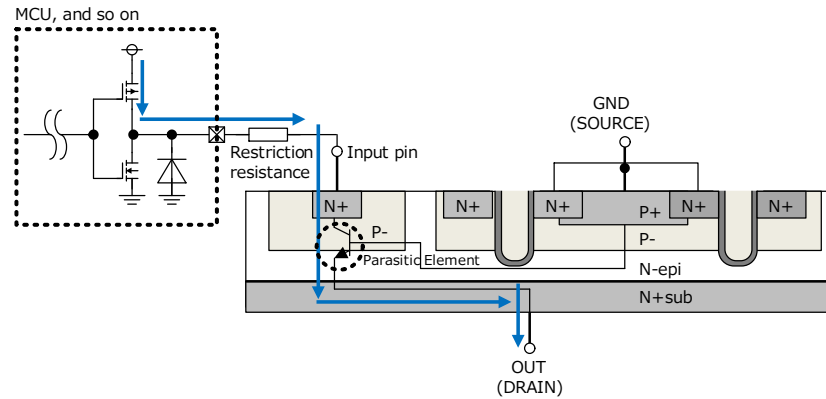 MCU, and so on
Restriction
resistance
Input pin
GND
(SOURCE)
N+
N+
N+
P+
N+
N+
P-
P-
Parasitic Element
N-epi
N+sub
OUT
(DRAIN)